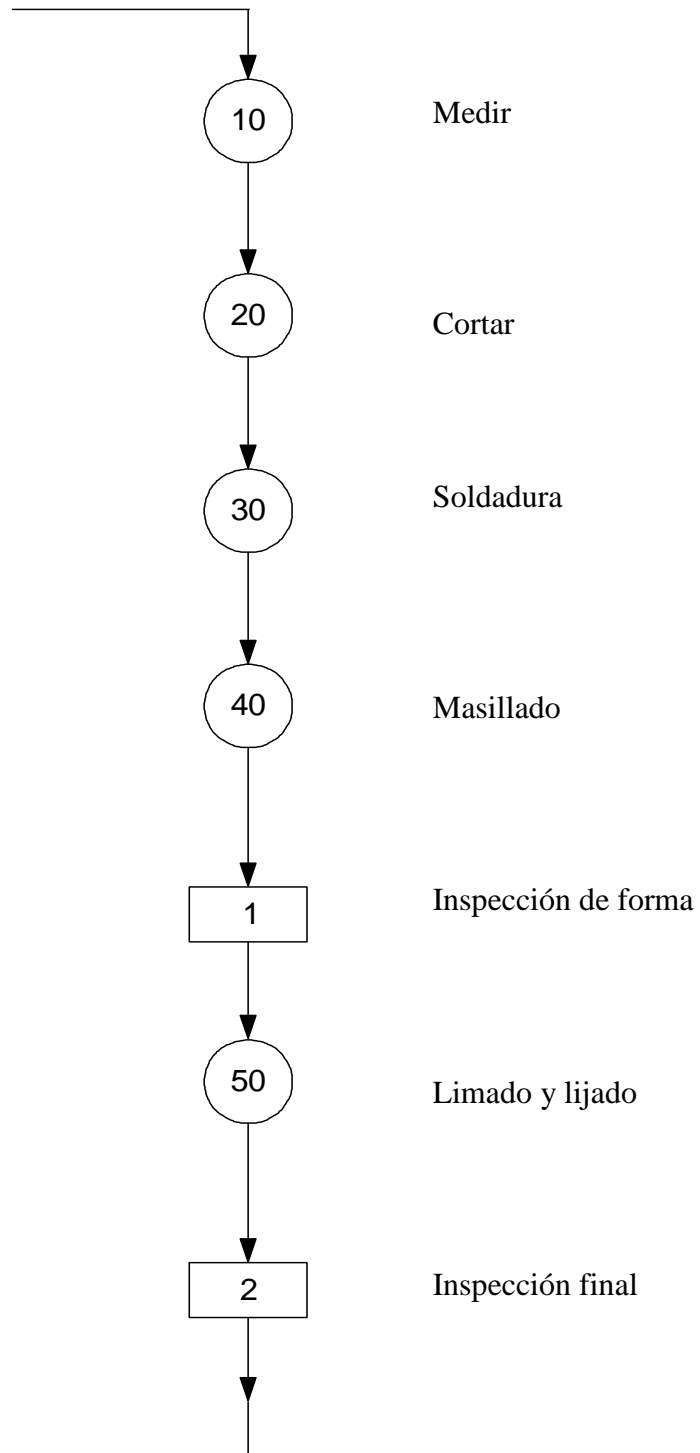 10 Medir
20 Cortar
30 Soldadura
40 Masillado
1 Inspección de forma
50 Limado y lijado
2 Inspección final